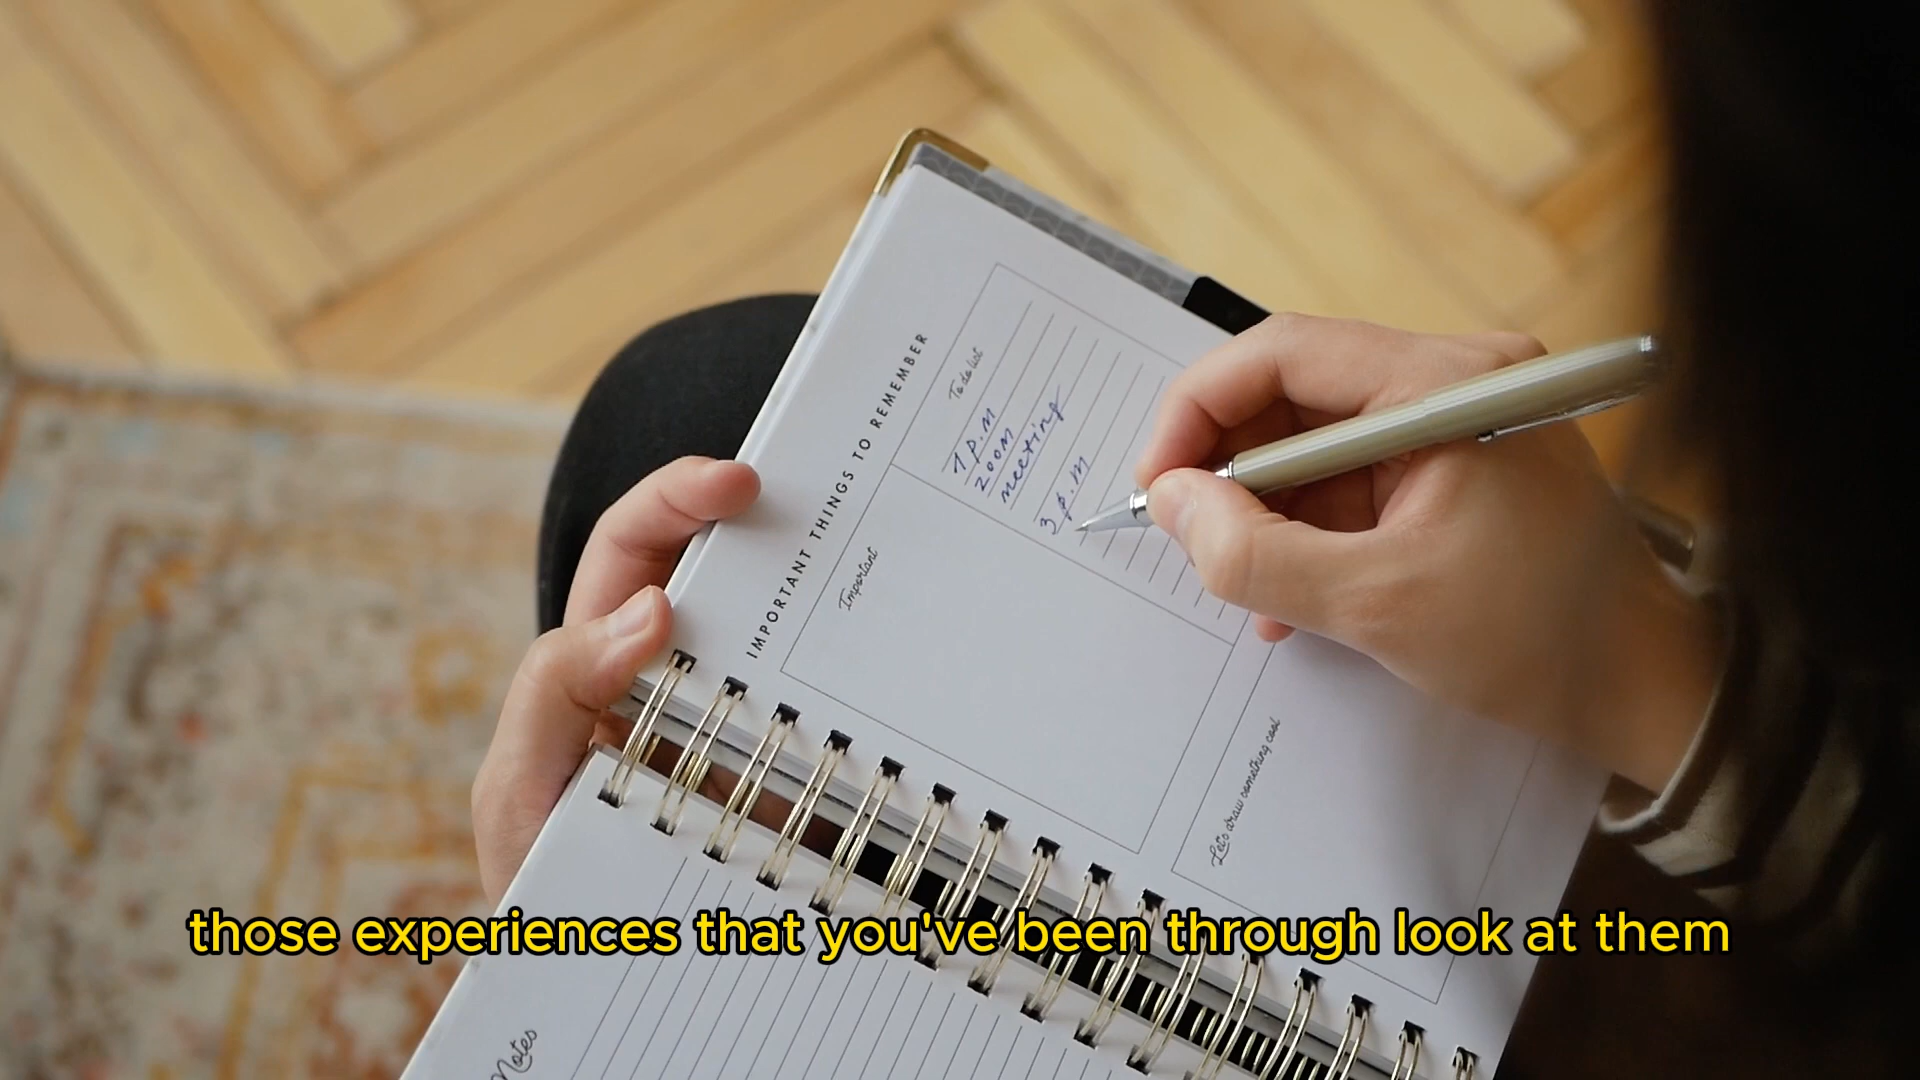 IMPORTANT THINGS TO REMEMBER
To do list
1 p.m
zoom
meeting
3 p.m
Important
Let's draw something cool
Notes
those experiences that you've been through look at them